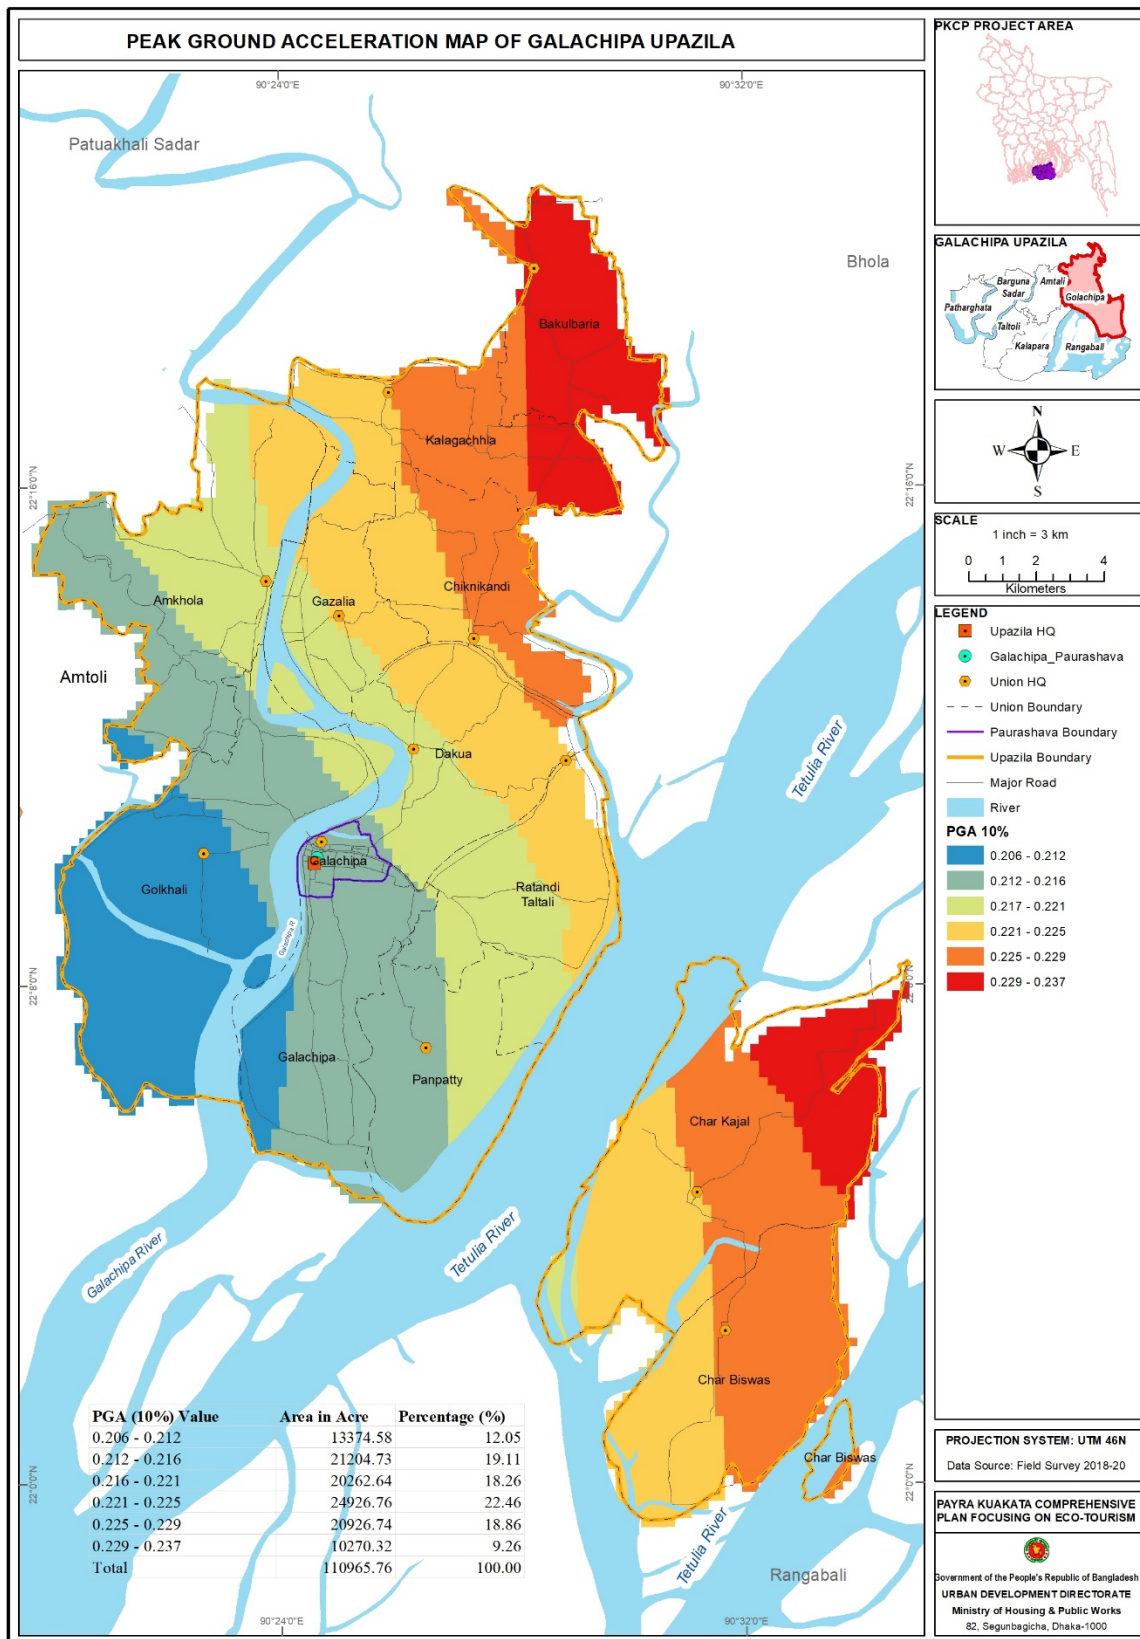 PEAK GROUND ACCELERATION MAP OF GALACHIPA UPAZILA
90°24'0"E
90°32'0"E
Patuakhali Sadar
Bhola
Bakulbaria
Kalagachhia
22°16'0"N
22°16'0"N
Amkhola
Gazalia
Chiknikandi
Amtoli
Dakua
Tetulia River
Galachipa
Golkhali
Ratandi
Taltali
Galachipa R
22°8'0"N
Galachipa
Panpatty
Char Kajal
Galachipa River
Tetulia River
Char Biswas
Char Biswas
22°0'0"N
22°0'0"N
Tetulia River
Rangabali
90°24'0"E
90°32'0"E
PGA (10%) Value Area in Acre Percentage (%)
0.206 - 0.212 13374.58 12.05
0.212 - 0.216 21204.73 19.11
0.216 - 0.221 20262.64 18.26
0.221 - 0.225 24926.76 22.46
0.225 - 0.229 20926.74 18.86
0.229 - 0.237 10270.32 9.26
Total 110965.76 100.00
PKCP PROJECT AREA
GALACHIPA UPAZILA
Barguna
Sadar
Amtali
Golachipa
Patharghata
Taltoli
Kalapara
Rangabali
N
W E
S
SCALE
1 inch = 3 km
0 1 2 4
Kilometers
LEGEND
Upazila HQ
Galachipa_Paurashava
Union HQ
Union Boundary
Paurashava Boundary
Upazila Boundary
Major Road
River
PGA 10%
0.206 - 0.212
0.212 - 0.216
0.217 - 0.221
0.221 - 0.225
0.225 - 0.229
0.229 - 0.237
PROJECTION SYSTEM: UTM 46N
Data Source: Field Survey 2018-20
PAYRA KUAKATA COMPREHENSIVE
PLAN FOCUSING ON ECO-TOURISM
Government of the People's Republic of Bangladesh
URBAN DEVELOPMENT DIRECTORATE
Ministry of Housing & Public Works
82, Segunbagicha, Dhaka-1000